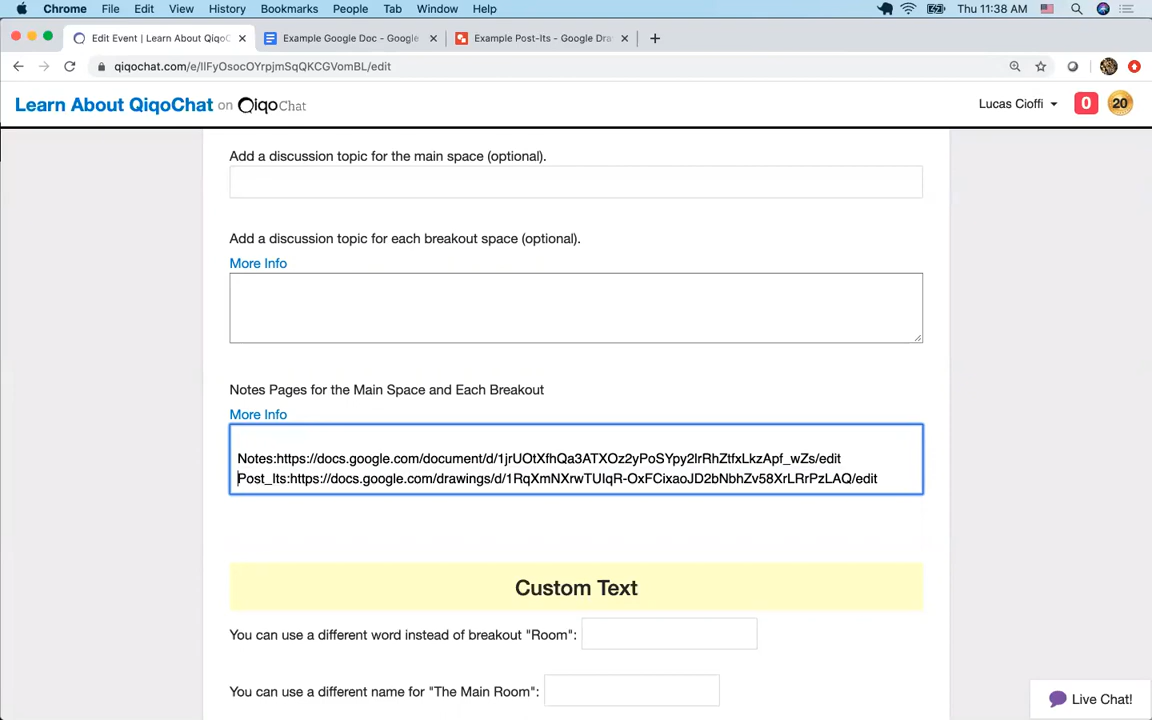 Chrome File Edit View History Bookmarks People Tab Window Help Thu 11:38 AM
Edit Event | Learn About Qiqo Example Google Doc - Google Example Post-Its - Google Dra
qiqochat.com/e/IlFyOsocOYrpjmSqQKCGVomBL/edit
Learn About QiqoChat on Qiqo Chat Lucas Cioffi 0 20
Add a discussion topic for the main space (optional).
Add a discussion topic for each breakout space (optional).
More Info
Notes Pages for the Main Space and Each Breakout
More Info
Notes:https://docs.google.com/document/d/1jrUOtXfhQa3ATXOz2yPoSYpy2lrRhZtfxLkzApf_wZs/edit
Post_Its:https://docs.google.com/drawings/d/1RqXmNXrwTUIqR-OxFCixaoJD2bNbhZv58XrLRrPzLAQ/edit
Custom Text
You can use a different word instead of breakout "Room":
You can use a different name for "The Main Room":
Live Chat!